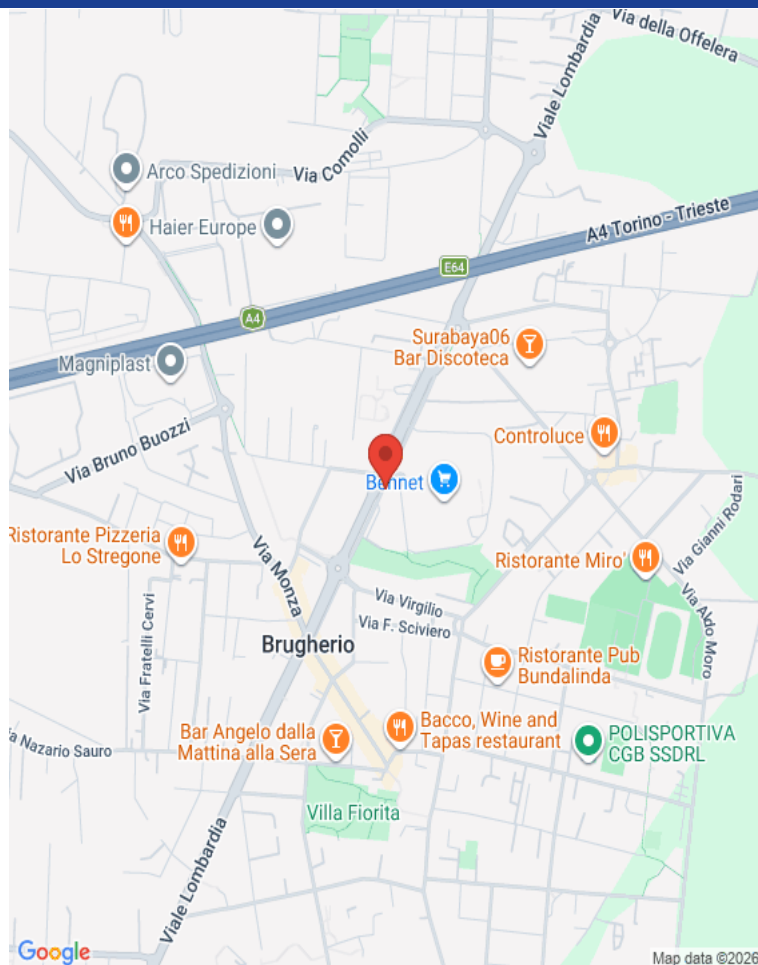 Via della Offelera
Viale Lombardia
Via Comolli
Arco Spedizioni
Haier Europe
A4 Torino - Trieste
E64
A4
Surabaya06
Bar Discoteca
Magniplast
Via Bruno Buozzi
Controluce
Bennet
Ristorante Pizzeria
Lo Stregone
Via Monza
Ristorante Miro'
Via Gianni Rodari
Via Aldo Moro
Via Virgilio
Via F. Sciviero
Via Fratelli Cervi
Brugherio
Ristorante Pub
Bundalinda
Bar Angelo dalla
Mattina alla Sera
Bacco, Wine and
Tapas restaurant
POLISPORTIVA
CGB SSDRL
ia Nazario Sauro
Villa Fiorita
Viale Lombardia
Google
Map data ©2026